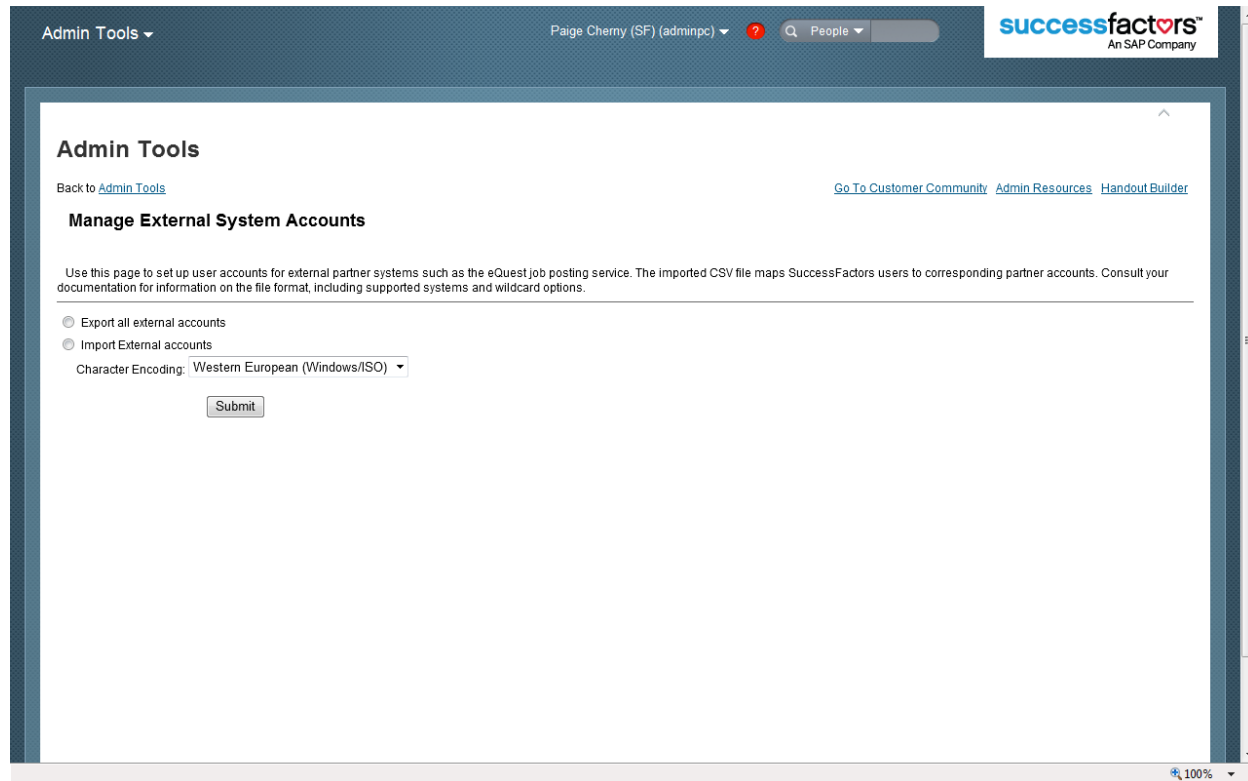 Admin Tools
Paige Cherny (SF) (adminpc)
?
People
successfactors™
An SAP Company
Admin Tools
Back to Admin Tools
Go To Customer Community Admin Resources Handout Builder
Manage External System Accounts
Use this page to set up user accounts for external partner systems such as the eQuest job posting service. The imported CSV file maps SuccessFactors users to corresponding partner accounts. Consult your
documentation for information on the file format, including supported systems and wildcard options.
Export all external accounts
Import External accounts
Character Encoding: Western European (Windows/ISO)
Submit
100%